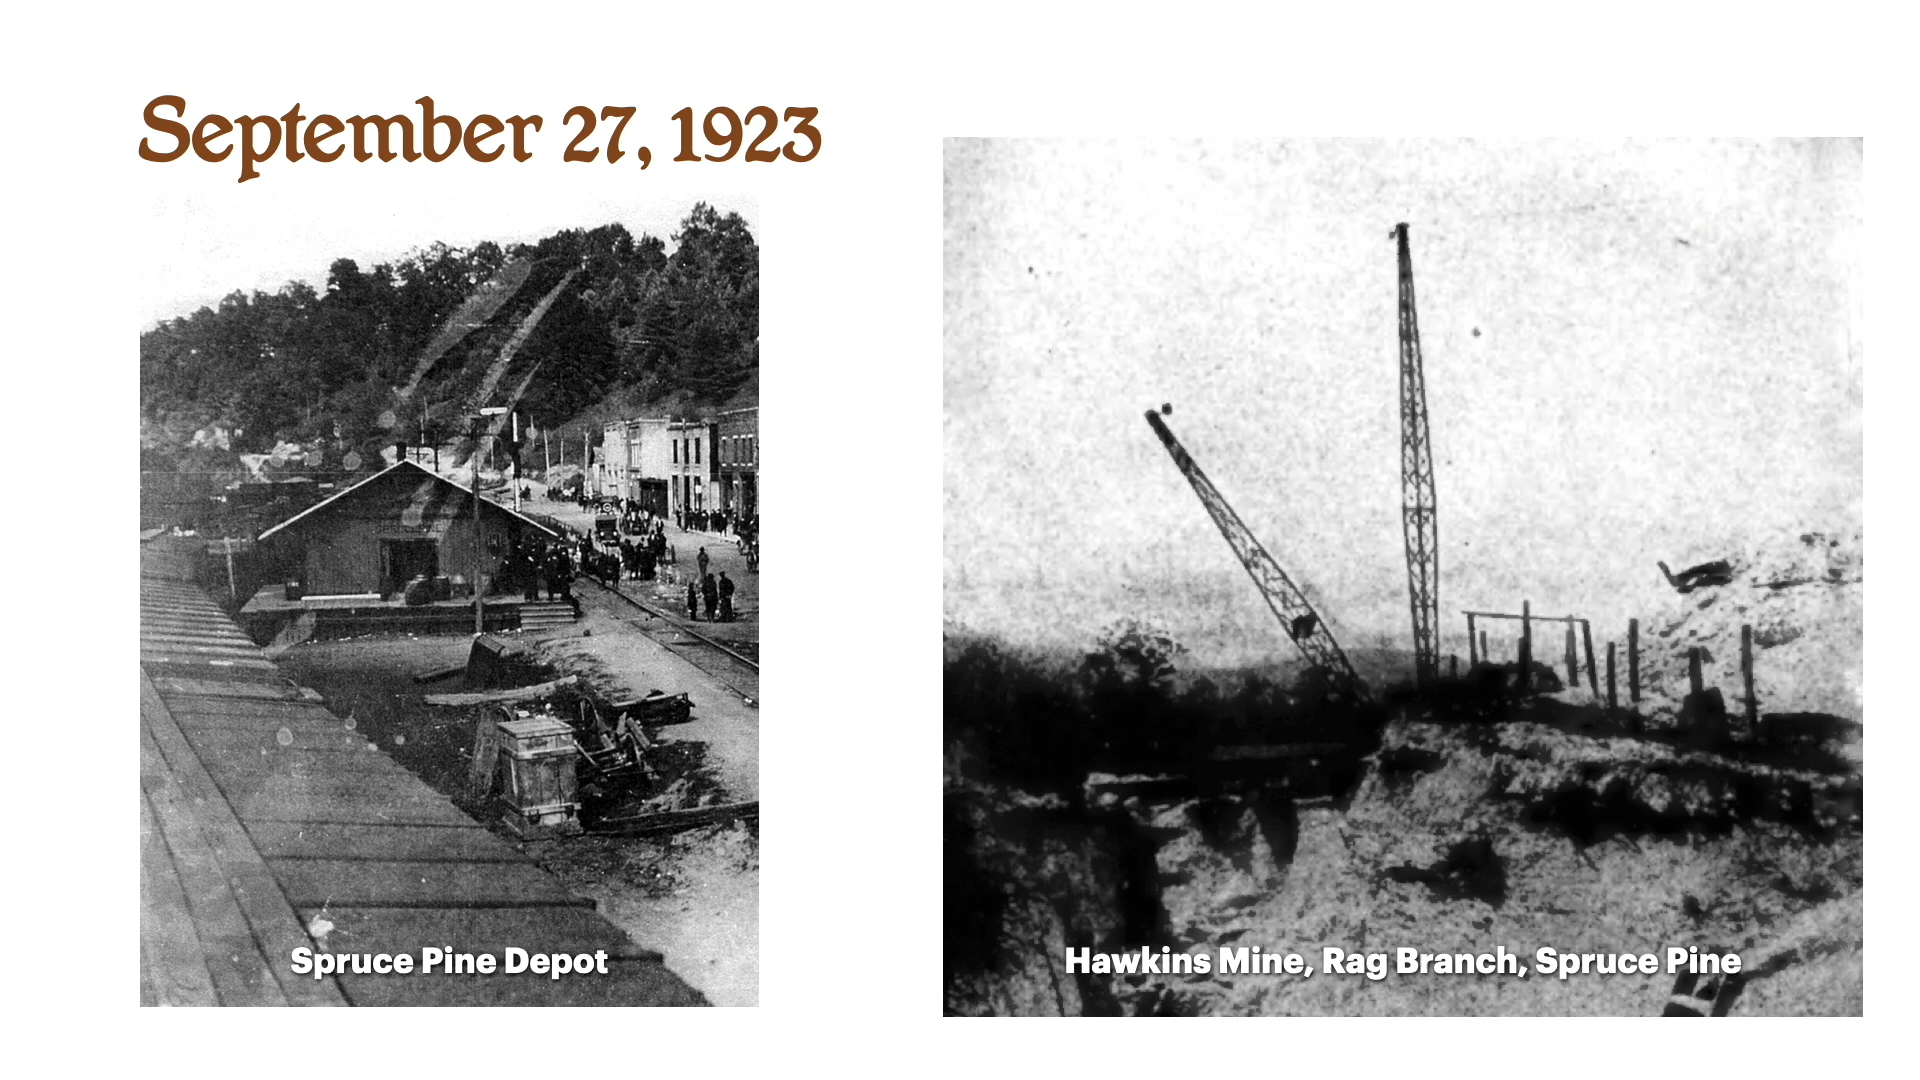 September 27, 1923
Spruce Pine Depot
Hawkins Mine, Rag Branch, Spruce Pine